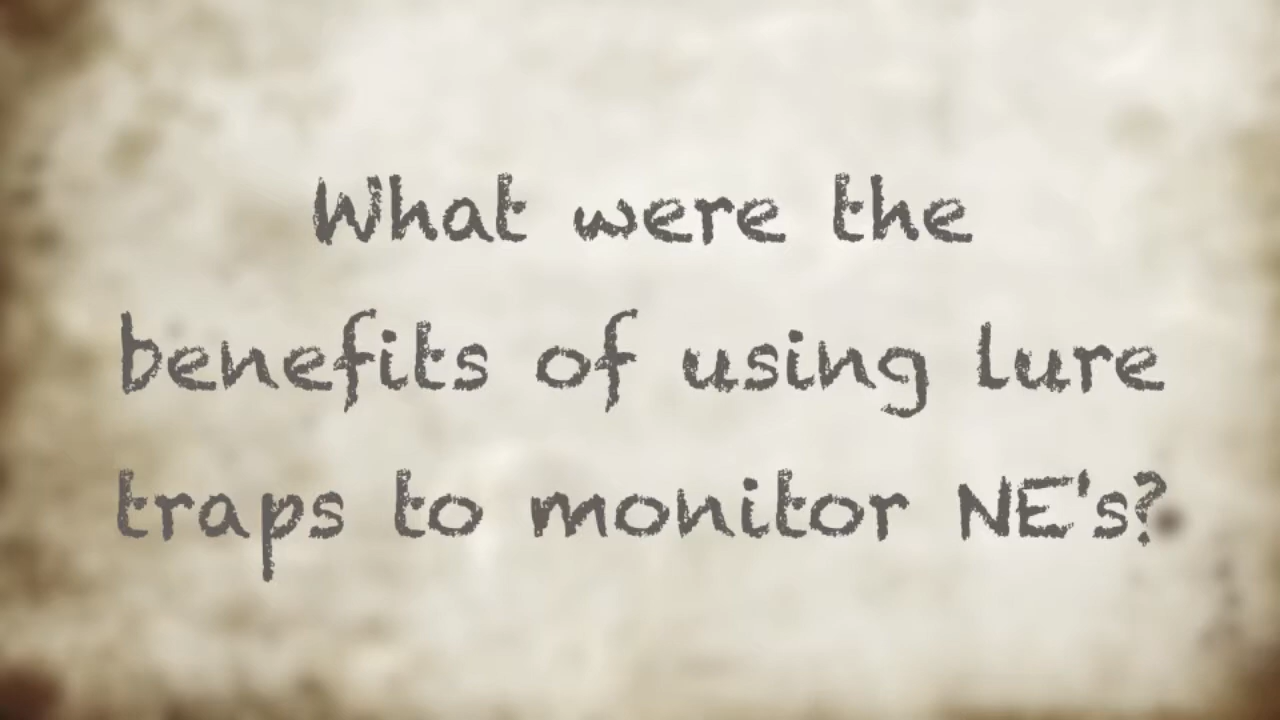 What were the
benefits of using lure
traps to monitor NE's?